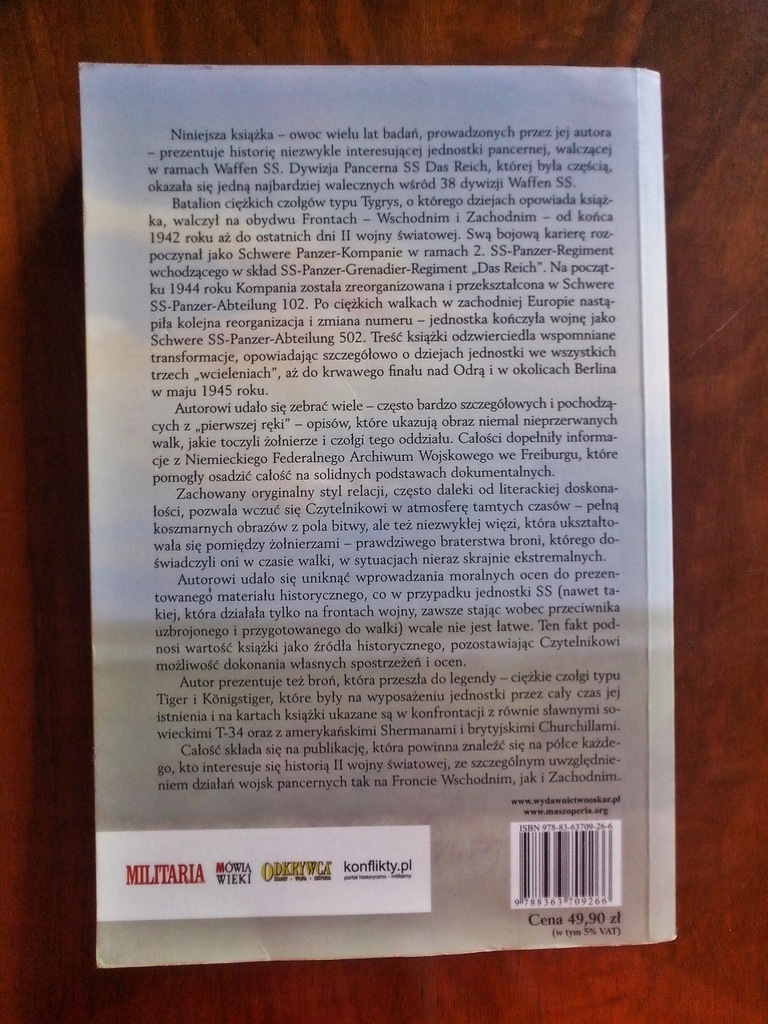 Niniejsza książka – owoc wielu lat badań, prowadzonych przez jej autora
– prezentuje historię niezwykle interesującej jednostki pancernej, walczącej
w ramach Waffen SS. Dywizja Pancerna SS Das Reich, której była częścią,
okazała się jedną najbardziej walecznych wśród 38 dywizji Waffen SS.
Batalion ciężkich czołgów typu Tygrys, o którego dziejach opowiada książ-
ka, walczył na obydwu Frontach – Wschodnim i Zachodnim – od końca
1942 roku aż do ostatnich dni II wojny światowej. Swą bojową karierę roz-
poczynał jako Schwere Panzer-Kompanie w ramach 2. SS-Panzer-Regiment
wchodzącego w skład SS-Panzer-Grenadier-Regiment „Das Reich”. Na począt-
ku 1944 roku Kompania została zreorganizowana i przekształcona w Schwere
SS-Panzer-Abteilung 102. Po ciężkich walkach w zachodniej Europie nastą-
piła kolejna reorganizacja i zmiana numeru – jednostka kończyła wojnę jako
Schwere SS-Panzer-Abteilung 502. Treść książki odzwierciedla wspomniane
transformacje, opowiadając szczegółowo o dziejach jednostki we wszystkich
trzech „wcieleniach”, aż do krwawego finału nad Odrą i w okolicach Berlina
w maju 1945 roku.
Autorowi udało się zebrać wiele – często bardzo szczegółowych i pochodzą-
cych z „pierwszej ręki” – opisów, które ukazują obraz niemal nieprzerwanych
walk, jakie toczyli żołnierze i czołgi tego oddziału. Całości dopełniły informa-
cje z Niemieckiego Federalnego Archiwum Wojskowego we Freiburgu, które
pomogły osadzić całość na solidnych podstawach dokumentalnych.
Zachowany oryginalny styl relacji, często daleki od literackiej doskona-
łości, pozwala wczuć się Czytelnikowi w atmosferę tamtych czasów – pełną
koszmarnych obrazów z pola bitwy, ale też niezwykłej więzi, która ukształto-
wała się pomiędzy żołnierzami – prawdziwego braterstwa broni, którego do-
świadczyli oni w czasie walki, w sytuacjach nieraz skrajnie ekstremalnych.
Autorowi udało się uniknąć wprowadzania moralnych ocen do prezen-
towanego materiału historycznego, co w przypadku jednostki SS (nawet ta-
kiej, która działała tylko na frontach wojny, zawsze stając wobec przeciwnika
uzbrojonego i przygotowanego do walki) wcale nie jest łatwe. Ten fakt pod-
nosi wartość książki jako źródła historycznego, pozostawiając Czytelnikowi
możliwość dokonania własnych spostrzeżeń i ocen.
Autor prezentuje też broń, która przeszła do legendy – ciężkie czołgi typu
Tiger i Königstiger, które były na wyposażeniu jednostki przez cały czas jej
istnienia i na kartach książki ukazane są w konfrontacji z równie sławnymi so-
wieckimi T-34 oraz z amerykańskimi Shermanami i brytyjskimi Churchillami.
Całość składa się na publikację, która powinna znaleźć się na półce każde-
go, kto interesuje się historią II wojny światowej, ze szczególnym uwzględnie-
niem działań wojsk pancernych tak na Froncie Wschodnim, jak i Zachodnim.
www.wydawnictwooskar.pl
www.maszoperia.org
ISBN 978-83-63709-26-6
9 788363 709266
Cena 49,90 zł
(w tym 5% VAT)
MILITARIA
MÓWIĄ
WIEKI
ODKRYWCA
konflikty.pl
portal historyczno - militarny